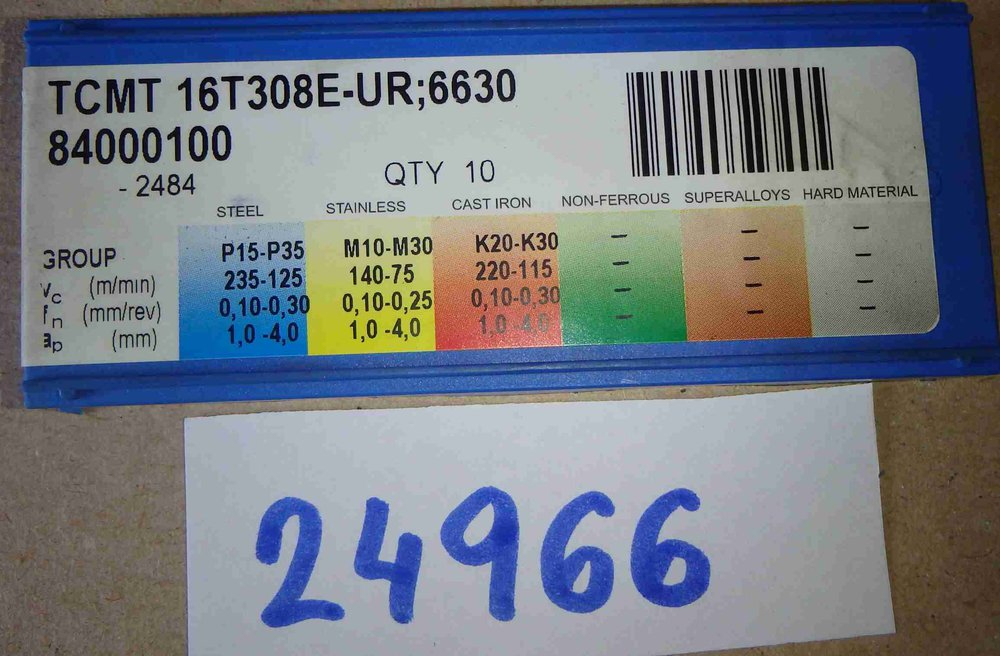 TCMT 16T308E-UR;6630
84000100
- 2484
QTY 10
STEEL STAINLESS CAST IRON NON-FERROUS SUPERALLOYS HARD MATERIAL
GROUP P15-P35 M10-M30 K20-K30 - - -
vc (m/min) 235-125 140-75 220-115 - - -
fn (mm/rev) 0,10-0,30 0,10-0,25 0,10-0,30 - - -
ap (mm) 1,0 -4,0 1,0 -4,0 1,0 -4,0 - - -
24966